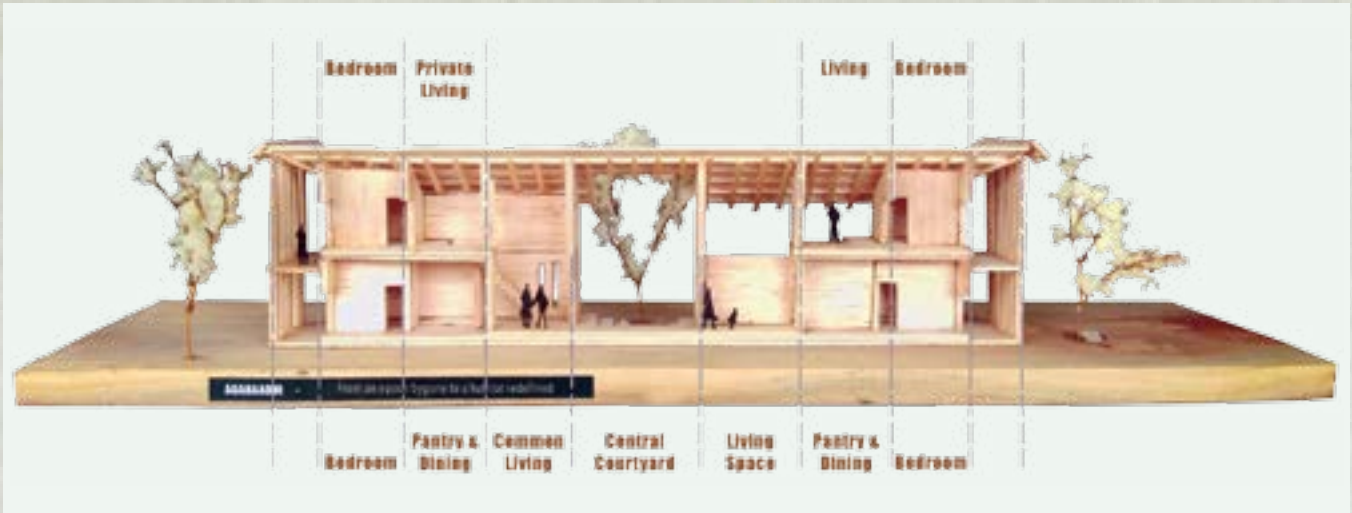 Bedroom
Private
Living
Living
Bedroom
Bedroom
Pantry &
Dining
Common
Living
Central
Courtyard
Living
Space
Pantry &
Dining
Bedroom